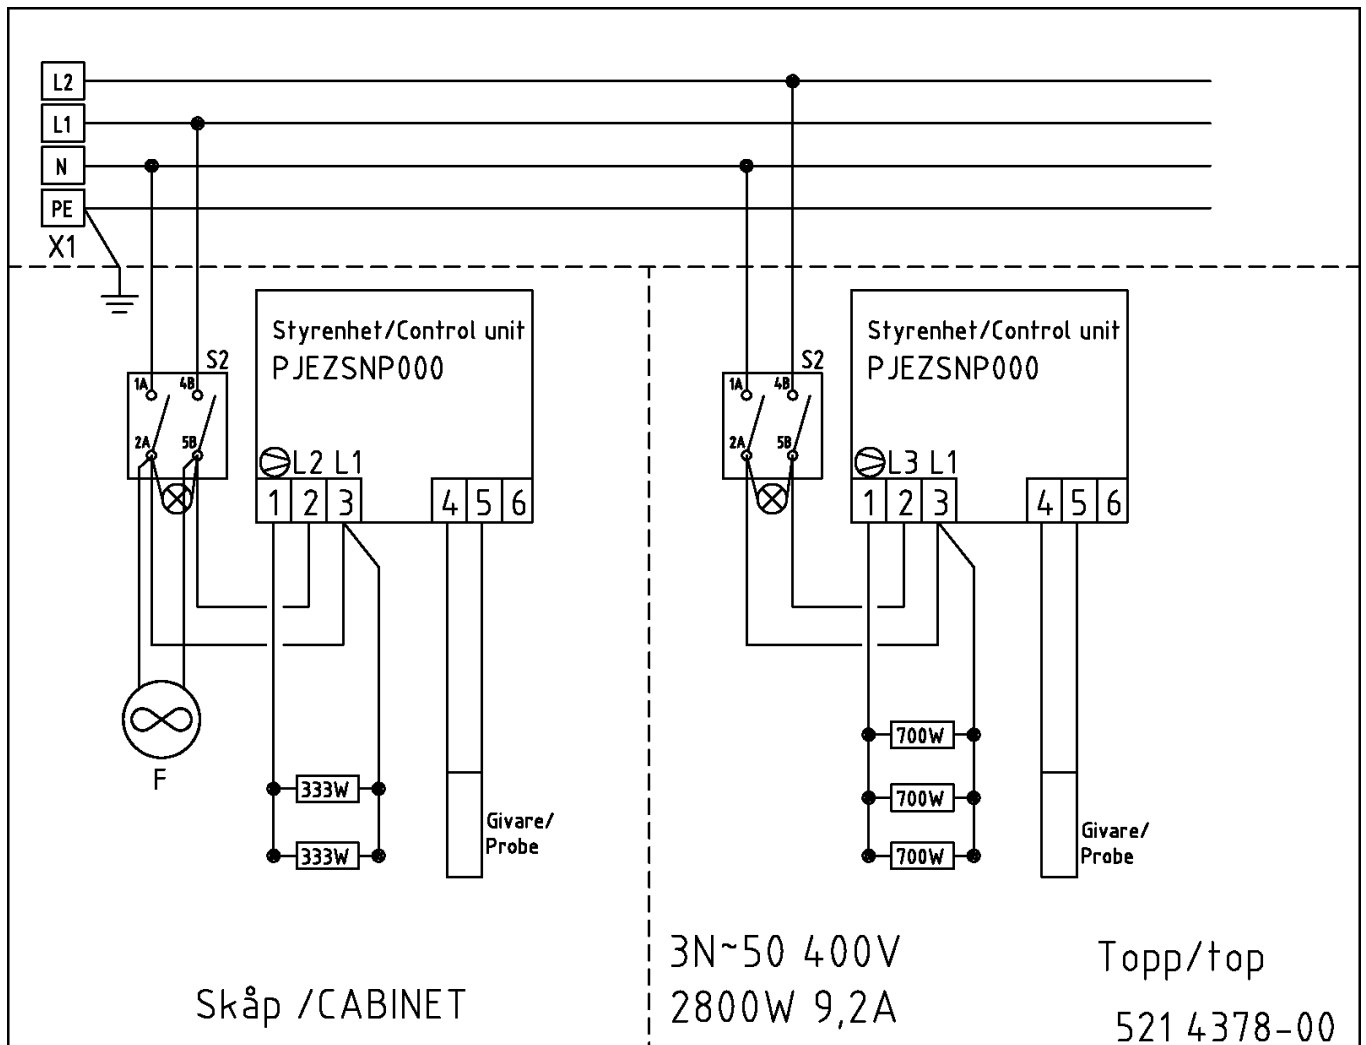 L2
L1
N
PE
X1
Styrenhet/Control unit
PJEZSNP000
S2
1A 4B
2A 5B
L2 L1
1 2 3 4 5 6
F
333W
333W
Givare/
Probe
Skåp /CABINET
Styrenhet/Control unit
PJEZSNP000
S2
1A 4B
2A 5B
L3 L1
1 2 3 4 5 6
700W
700W
700W
Givare/
Probe
3N~50 400V
2800W 9,2A
Topp/top
521 4378-00